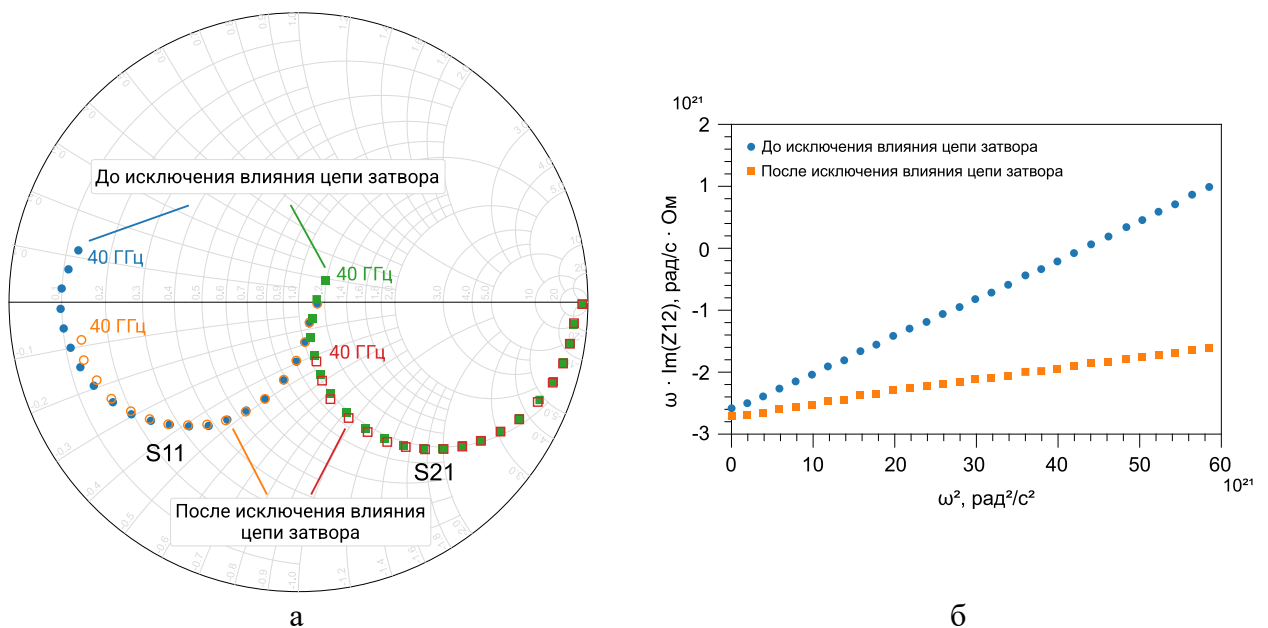 До исключения влияния цепи затвора
40 ГГц
40 ГГц
40 ГГц
40 ГГц
S11
S21
После исключения влияния
цепи затвора
а
10²¹
2
1
0
-1
-2
-3
ω · Im(Z12), рад/с · Ом
До исключения влияния цепи затвора
После исключения влияния цепи затвора
0
10
20
30
40
50
60
10²¹
ω², рад²/с²
б